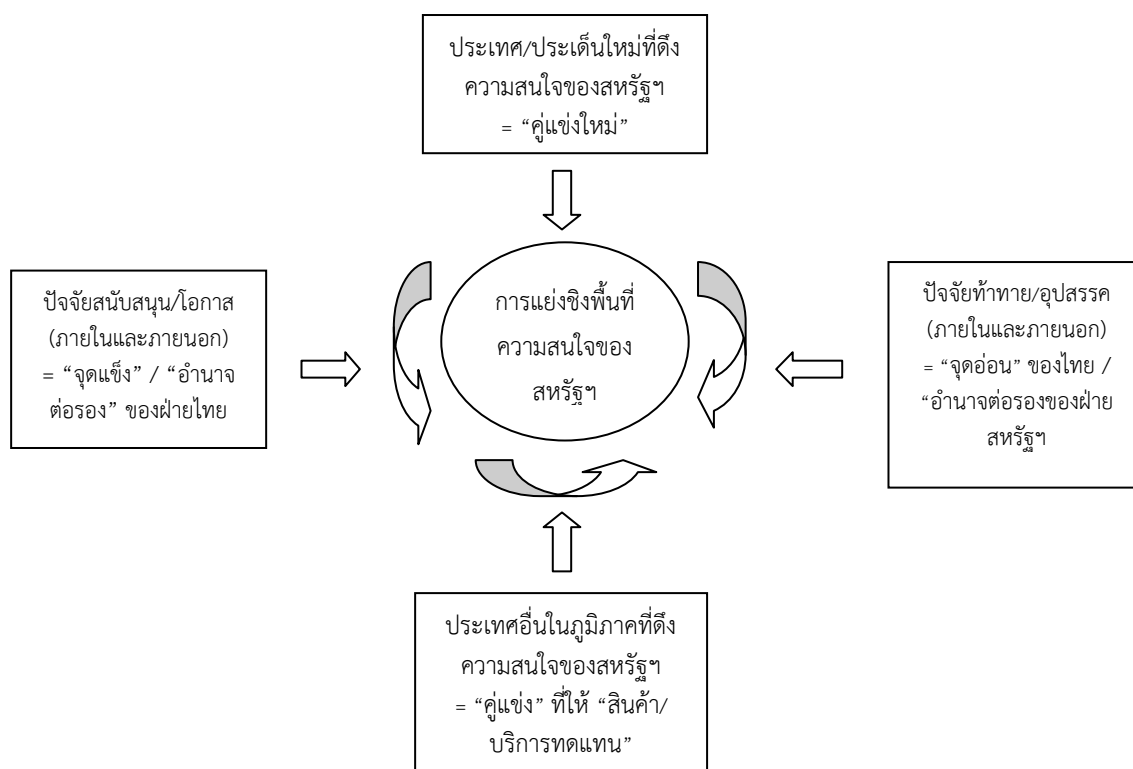 ประเทศ/ประเด็นใหม่ที่ดึง
ความสนใจของสหรัฐฯ
= “คู่แข่งใหม่”
ปัจจัยสนับสนุน/โอกาส
(ภายในและภายนอก)
= “จุดแข็ง” / “อำนาจ
ต่อรอง” ของฝ่ายไทย
การแย่งชิงพื้นที่
ความสนใจของ
สหรัฐฯ
ปัจจัยท้าทาย/อุปสรรค
(ภายในและภายนอก)
= “จุดอ่อน” ของไทย /
“อำนาจต่อรองของฝ่าย
สหรัฐฯ
ประเทศอื่นในภูมิภาคที่ดึง
ความสนใจของสหรัฐฯ
= “คู่แข่ง” ที่ให้ “สินค้า/
บริการทดแทน”